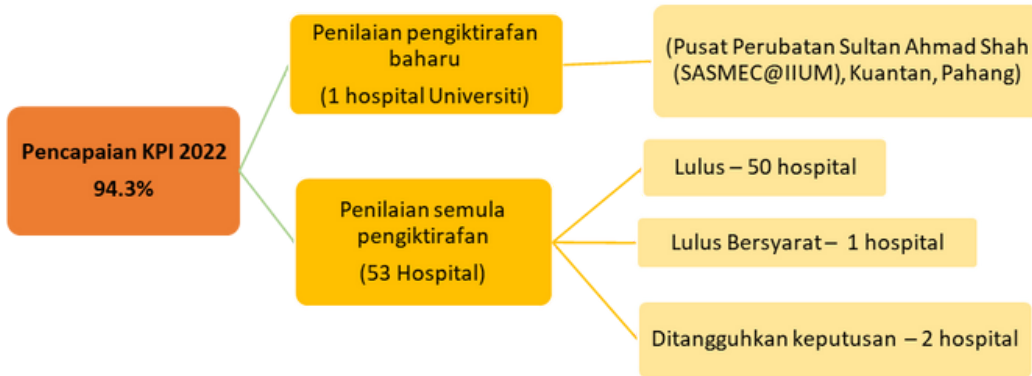 Pencapaian KPI 2022
94.3%
Penilaian pengiktirafan
baharu
(1 hospital Universiti)
(Pusat Perubatan Sultan Ahmad Shah
(SASMEC@IIUM), Kuantan, Pahang)
Penilaian semula
pengiktirafan
(53 Hospital)
Lulus – 50 hospital
Lulus Bersyarat – 1 hospital
Ditangguhkan keputusan – 2 hospital